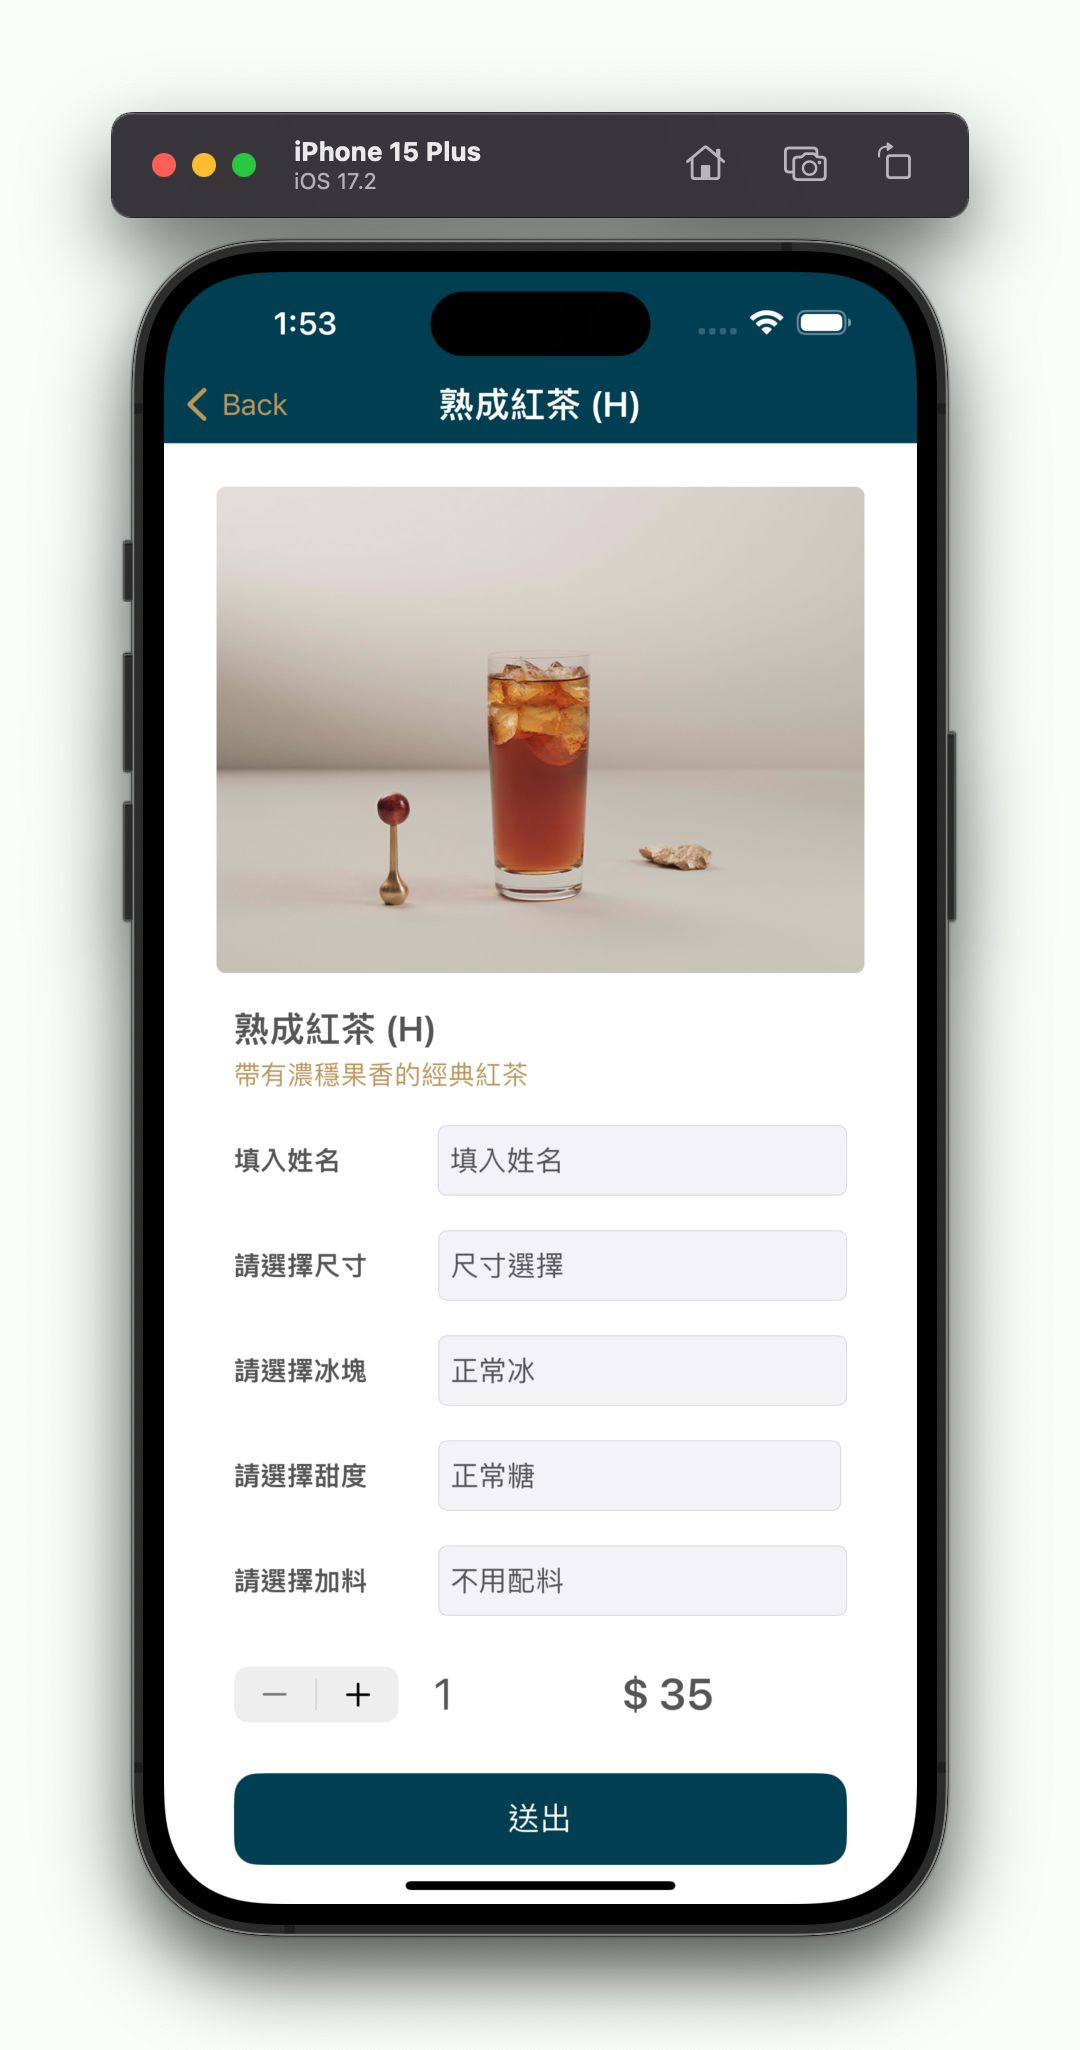 iPhone 15 Plus
iOS 17.2
1:53
Back
熟成紅茶 (H)
熟成紅茶 (H)
帶有濃穩果香的經典紅茶
填入姓名
填入姓名
請選擇尺寸
尺寸選擇
請選擇冰塊
正常冰
請選擇甜度
正常糖
請選擇加料
不用配料
1
$ 35
送出